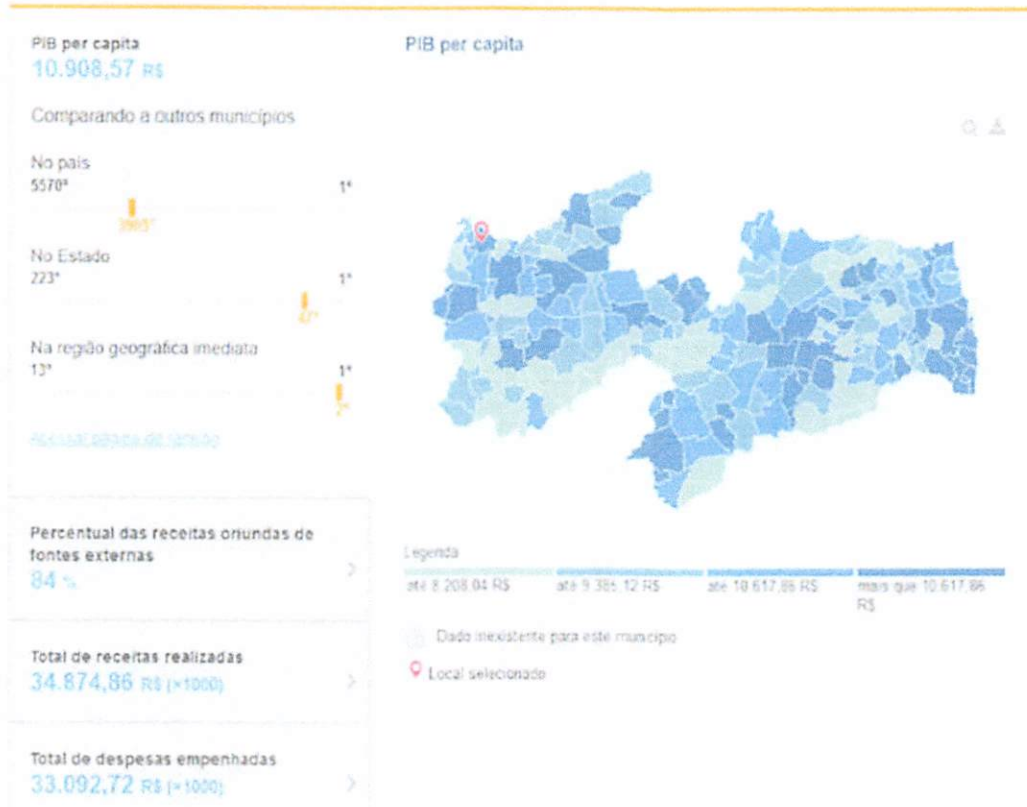 PIB per capita
10.908,57 R$
Comparando a outros municípios
No país
5570º 1º
No Estado
223º 1º
Na região geográfica imediata
13º 1º
2º
Acessar página de ranking
Percentual das receitas oriundas de
fontes externas
84 %
Total de receitas realizadas
34.874,86 R$ (×1000)
Total de despesas empenhadas
33.092,72 R$ (×1000)
PIB per capita
Legenda
até 8.208,04 R$ até 9.385,12 R$ até 10.617,86 R$ mais que 10.617,86
R$
Dado inexistente para este município
Local selecionado